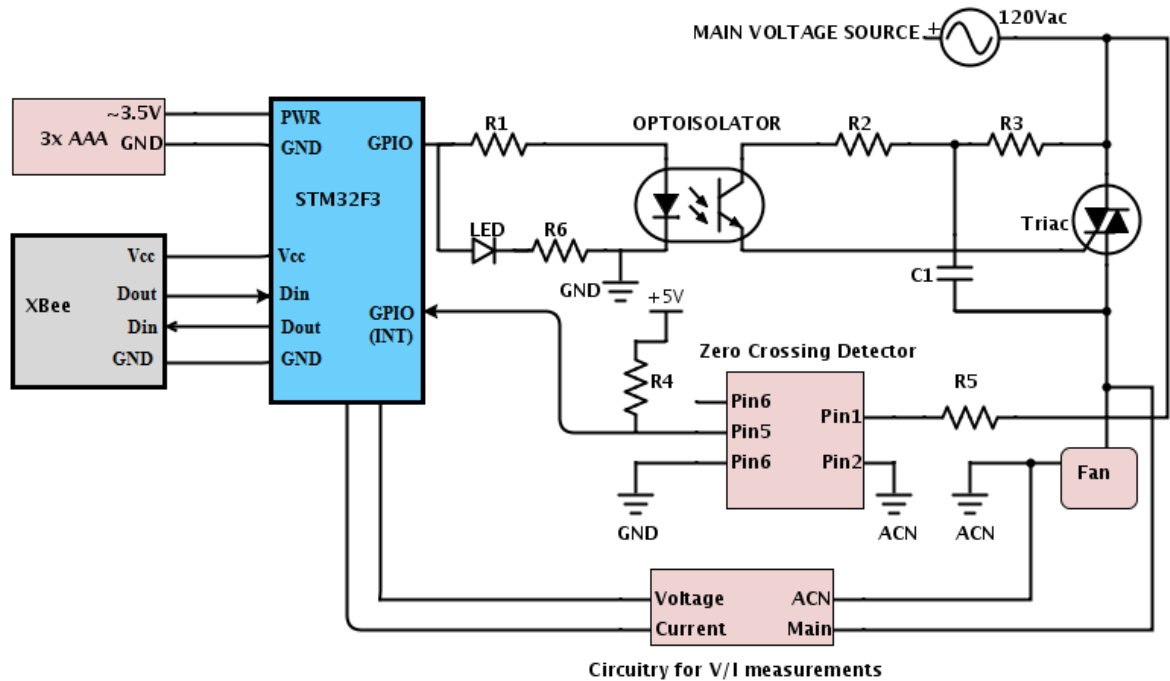 120Vac
MAIN VOLTAGE SOURCE +
3x AAA
~3.5V
GND
PWR
GND
GPIO
STM32F3
Vcc
Din
Dout
GND
GPIO
(INT)
XBee
Vcc
Dout
Din
GND
R1
OPTOISOLATOR
R2
R3
LED
R6
GND
Triac
C1
+5V
R4
Zero Crossing Detector
Pin6
Pin5
Pin6
Pin1
Pin2
R5
GND
ACN
ACN
Fan
Voltage
Current
ACN
Main
Circuitry for V/I measurements